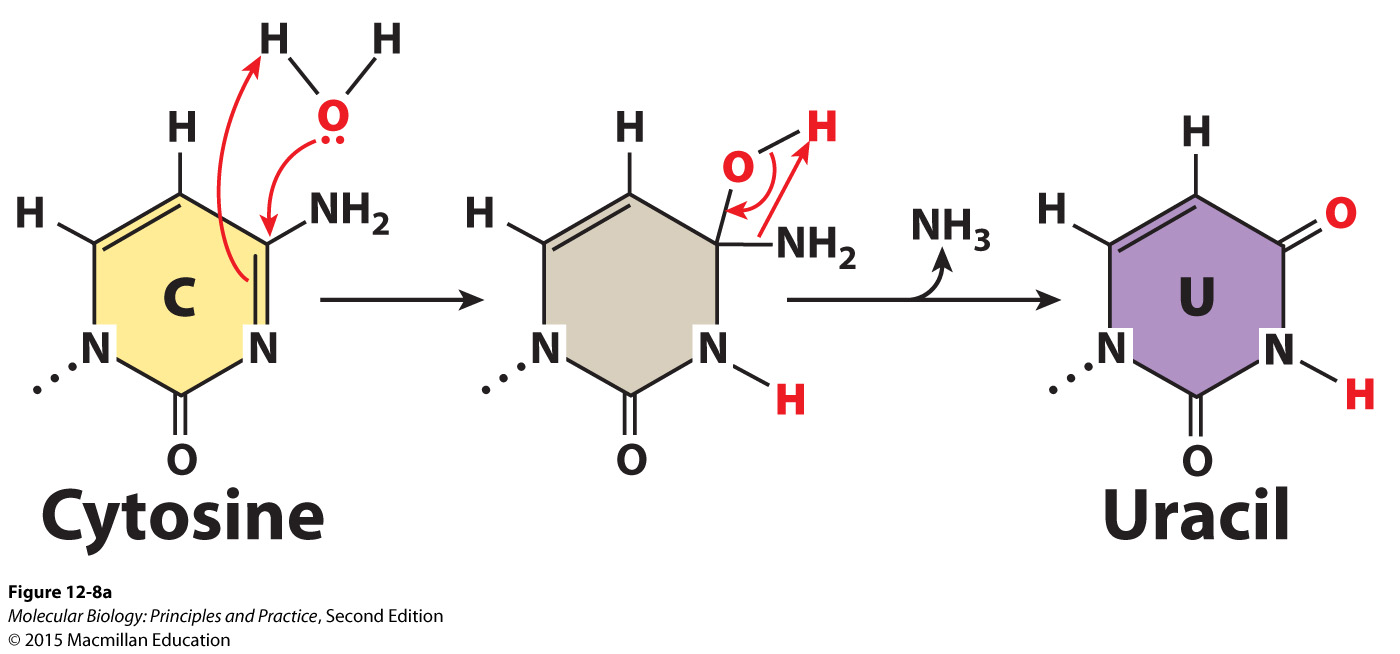 H H
O
H
H
NH2
C
N
N
O
Cytosine
H
O H
H
NH2
N
N
H
O
NH3
H
H
O
U
N
N
H
O
Uracil
Figure 12-8a
Molecular Biology: Principles and Practice, Second Edition
© 2015 Macmillan Education